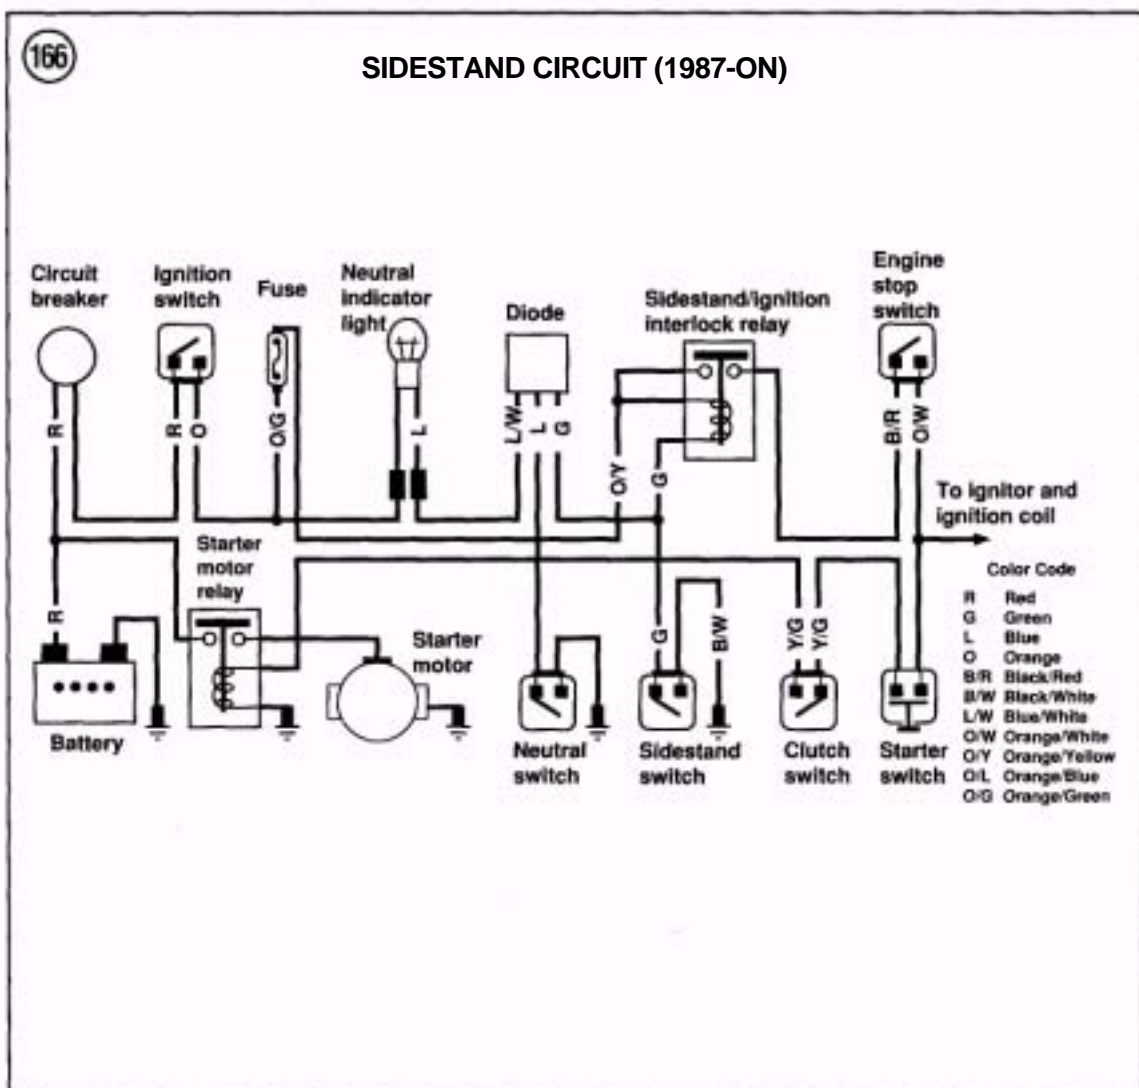 166
SIDESTAND CIRCUIT (1987-ON)
Circuit
breaker
Ignition
switch
Fuse
Neutral
indicator
light
Diode
Sidestand/ignition
interlock relay
Engine
stop
switch
R
R
O
O/G
L
L/W
L
G
O/Y
G
B/R
O/W
To ignitor and
ignition coil
Starter
motor
relay
R
Starter
motor
G
B/W
Y/G
Y/G
Battery
Neutral
switch
Sidestand
switch
Clutch
switch
Starter
switch
Color Code
R Red
G Green
L Blue
O Orange
B/R Black/Red
B/W Black/White
L/W Blue/White
O/W Orange/White
O/Y Orange/Yellow
O/L Orange/Blue
O/G Orange/Green